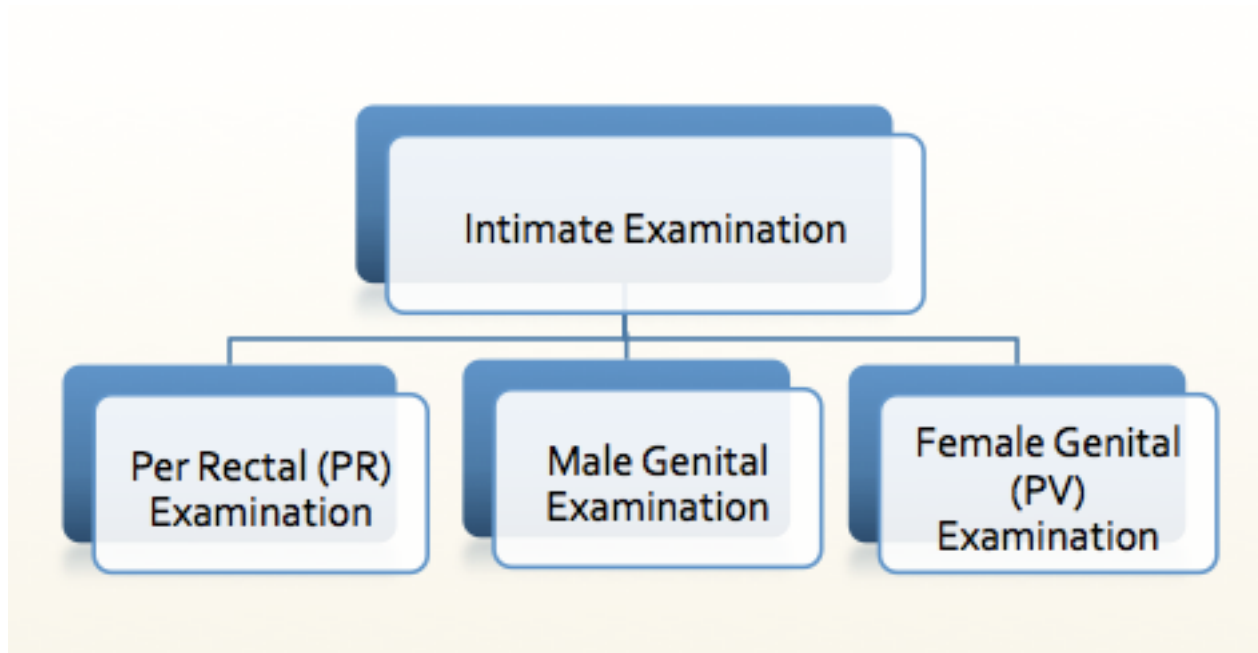 Intimate Examination
Per Rectal (PR)
Examination
Male Genital
Examination
Female Genital
(PV)
Examination